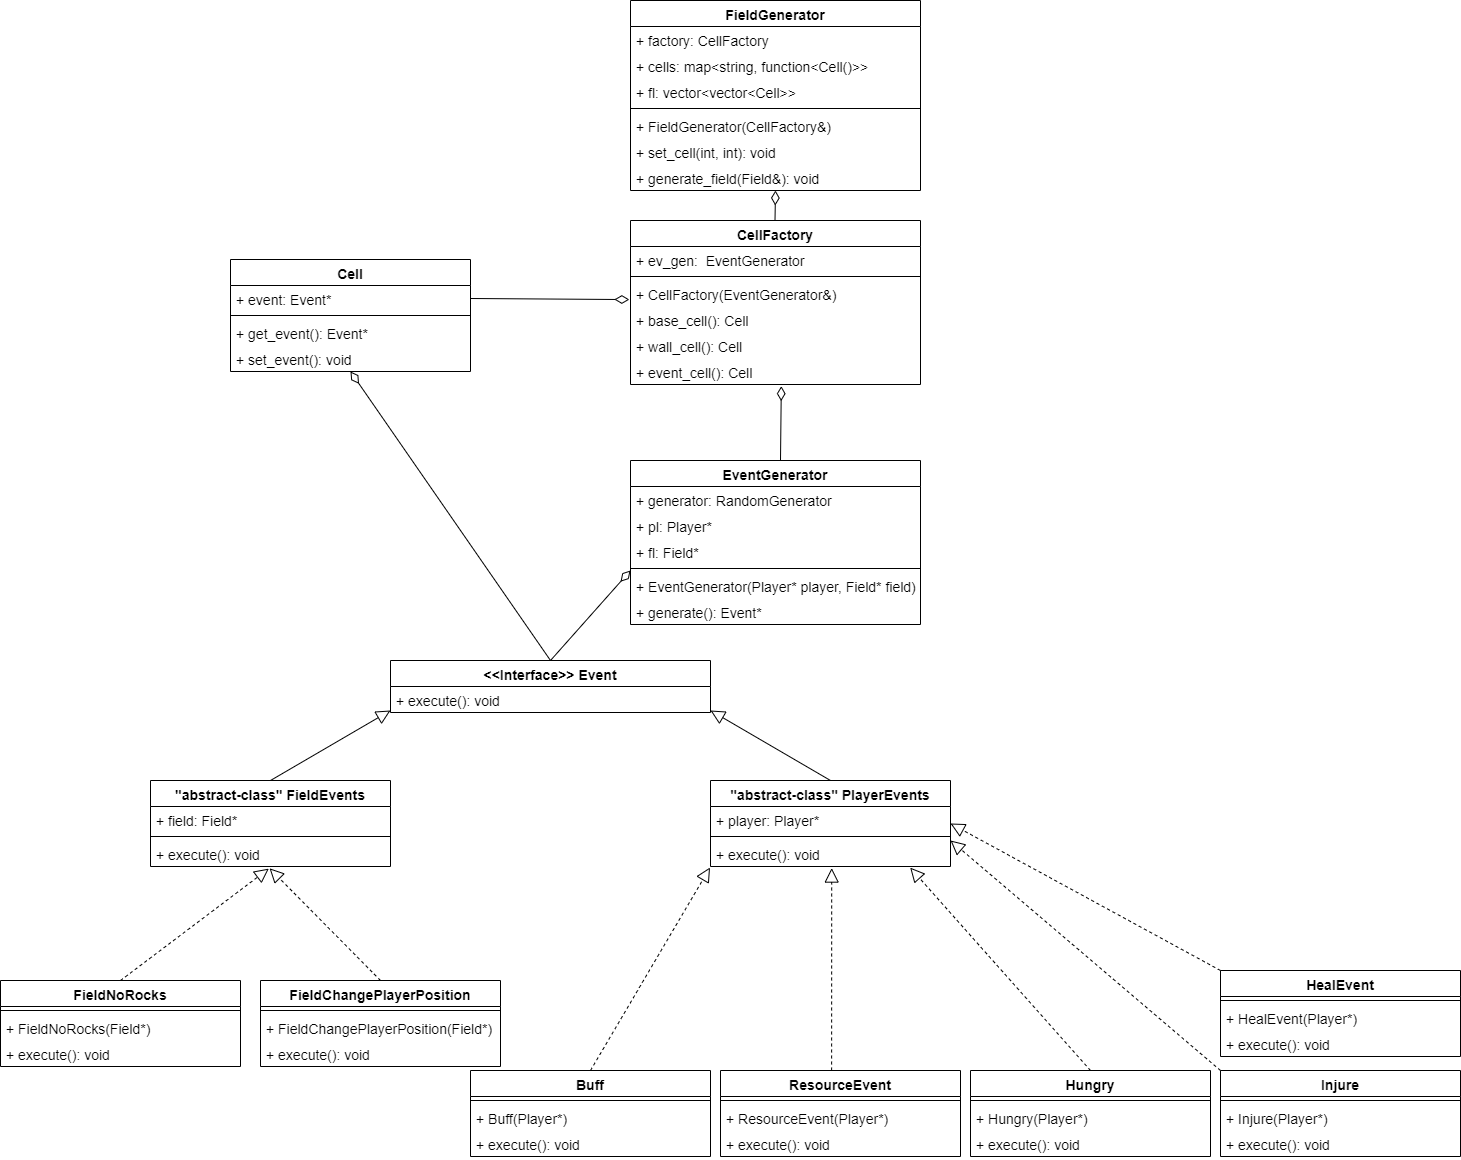 FieldGenerator
+ factory: CellFactory
+ cells: map<string, function<Cell()>>
+ fl: vector<vector<Cell>>
+ FieldGenerator(CellFactory&)
+ set_cell(int, int): void
+ generate_field(Field&): void
CellFactory
+ ev_gen:  EventGenerator
+ CellFactory(EventGenerator&)
+ base_cell(): Cell
+ wall_cell(): Cell
+ event_cell(): Cell
Cell
+ event: Event*
+ get_event(): Event*
+ set_event(): void
EventGenerator
+ generator: RandomGenerator
+ pl: Player*
+ fl: Field*
+ EventGenerator(Player* player, Field* field)
+ generate(): Event*
<<Interface>> Event
+ execute(): void
"abstract-class" FieldEvents
+ field: Field*
+ execute(): void
"abstract-class" PlayerEvents
+ player: Player*
+ execute(): void
FieldNoRocks
+ FieldNoRocks(Field*)
+ execute(): void
FieldChangePlayerPosition
+ FieldChangePlayerPosition(Field*)
+ execute(): void
HealEvent
+ HealEvent(Player*)
+ execute(): void
Buff
+ Buff(Player*)
+ execute(): void
ResourceEvent
+ ResourceEvent(Player*)
+ execute(): void
Hungry
+ Hungry(Player*)
+ execute(): void
Injure
+ Injure(Player*)
+ execute(): void